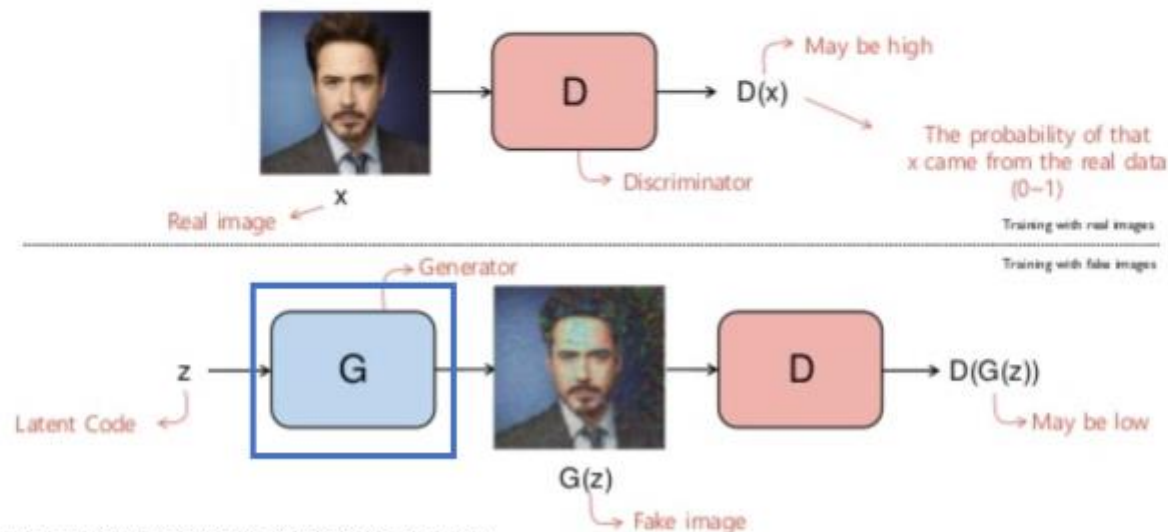 May be high
D
D(x)
The probability of that
x came from the real data
(0~1)
Discriminator
x
Real image
Training with real images
Training with fake images
Generator
z
G
D
D(G(z))
Latent Code
May be low
G(z)
Fake image